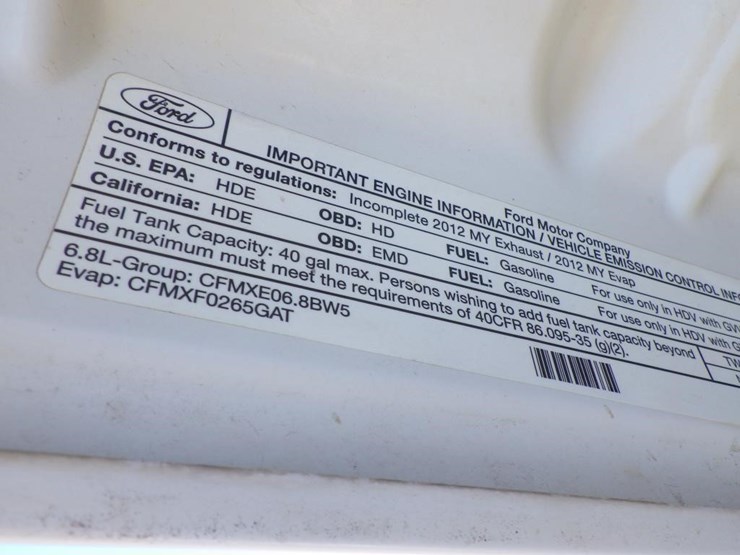 Ford
Ford Motor Company
IMPORTANT ENGINE INFORMATION / VEHICLE EMISSION CONTROL
Conforms to regulations: Incomplete 2012 MY Exhaust / 2012 MY Evap
U.S. EPA: HDE OBD: HD FUEL: Gasoline For use only in HDV with
California: HDE OBD: EMD FUEL: Gasoline For use only in HDV with
Fuel Tank Capacity: 40 gal max. Persons wishing to add fuel tank capacity beyond
the maximum must meet the requirements of 40CFR 86.095-35 (g)(2).
6.8L-Group: CFMXE06.8BW5
Evap: CFMXF0265GAT